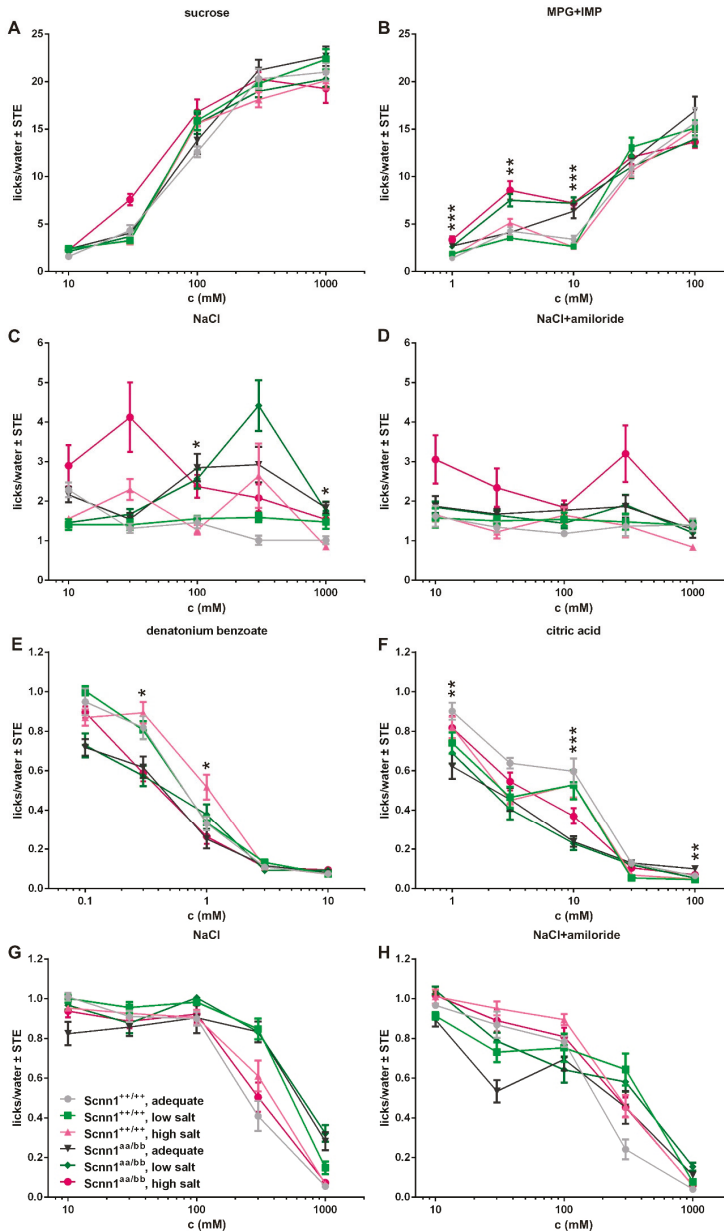 A
sucrose
licks/water ± STE
25
20
15
10
5
0
10
100
1000
c (mM)
B
MPG+IMP
licks/water ± STE
25
20
15
10
5
0
***
**
***
1
10
100
c (mM)
C
NaCl
licks/water ± STE
6
5
4
3
2
1
0
*
*
10
100
1000
c (mM)
D
NaCl+amiloride
licks/water ± STE
6
5
4
3
2
1
0
10
100
1000
c (mM)
E
denatonium benzoate
licks/water ± STE
1.2
1.0
0.8
0.6
0.4
0.2
0.0
*
*
0.1
1
10
c (mM)
F
citric acid
licks/water ± STE
1.2
1.0
0.8
0.6
0.4
0.2
0.0
**
***
**
1
10
100
c (mM)
G
NaCl
licks/water ± STE
1.2
1.0
0.8
0.6
0.4
0.2
0.0
Scnn1++/++, adequate
Scnn1++/++, low salt
Scnn1++/++, high salt
Scnn1aa/bb, adequate
Scnn1aa/bb, low salt
Scnn1aa/bb, high salt
10
100
1000
c (mM)
H
NaCl+amiloride
licks/water ± STE
1.2
1.0
0.8
0.6
0.4
0.2
0.0
10
100
1000
c (mM)